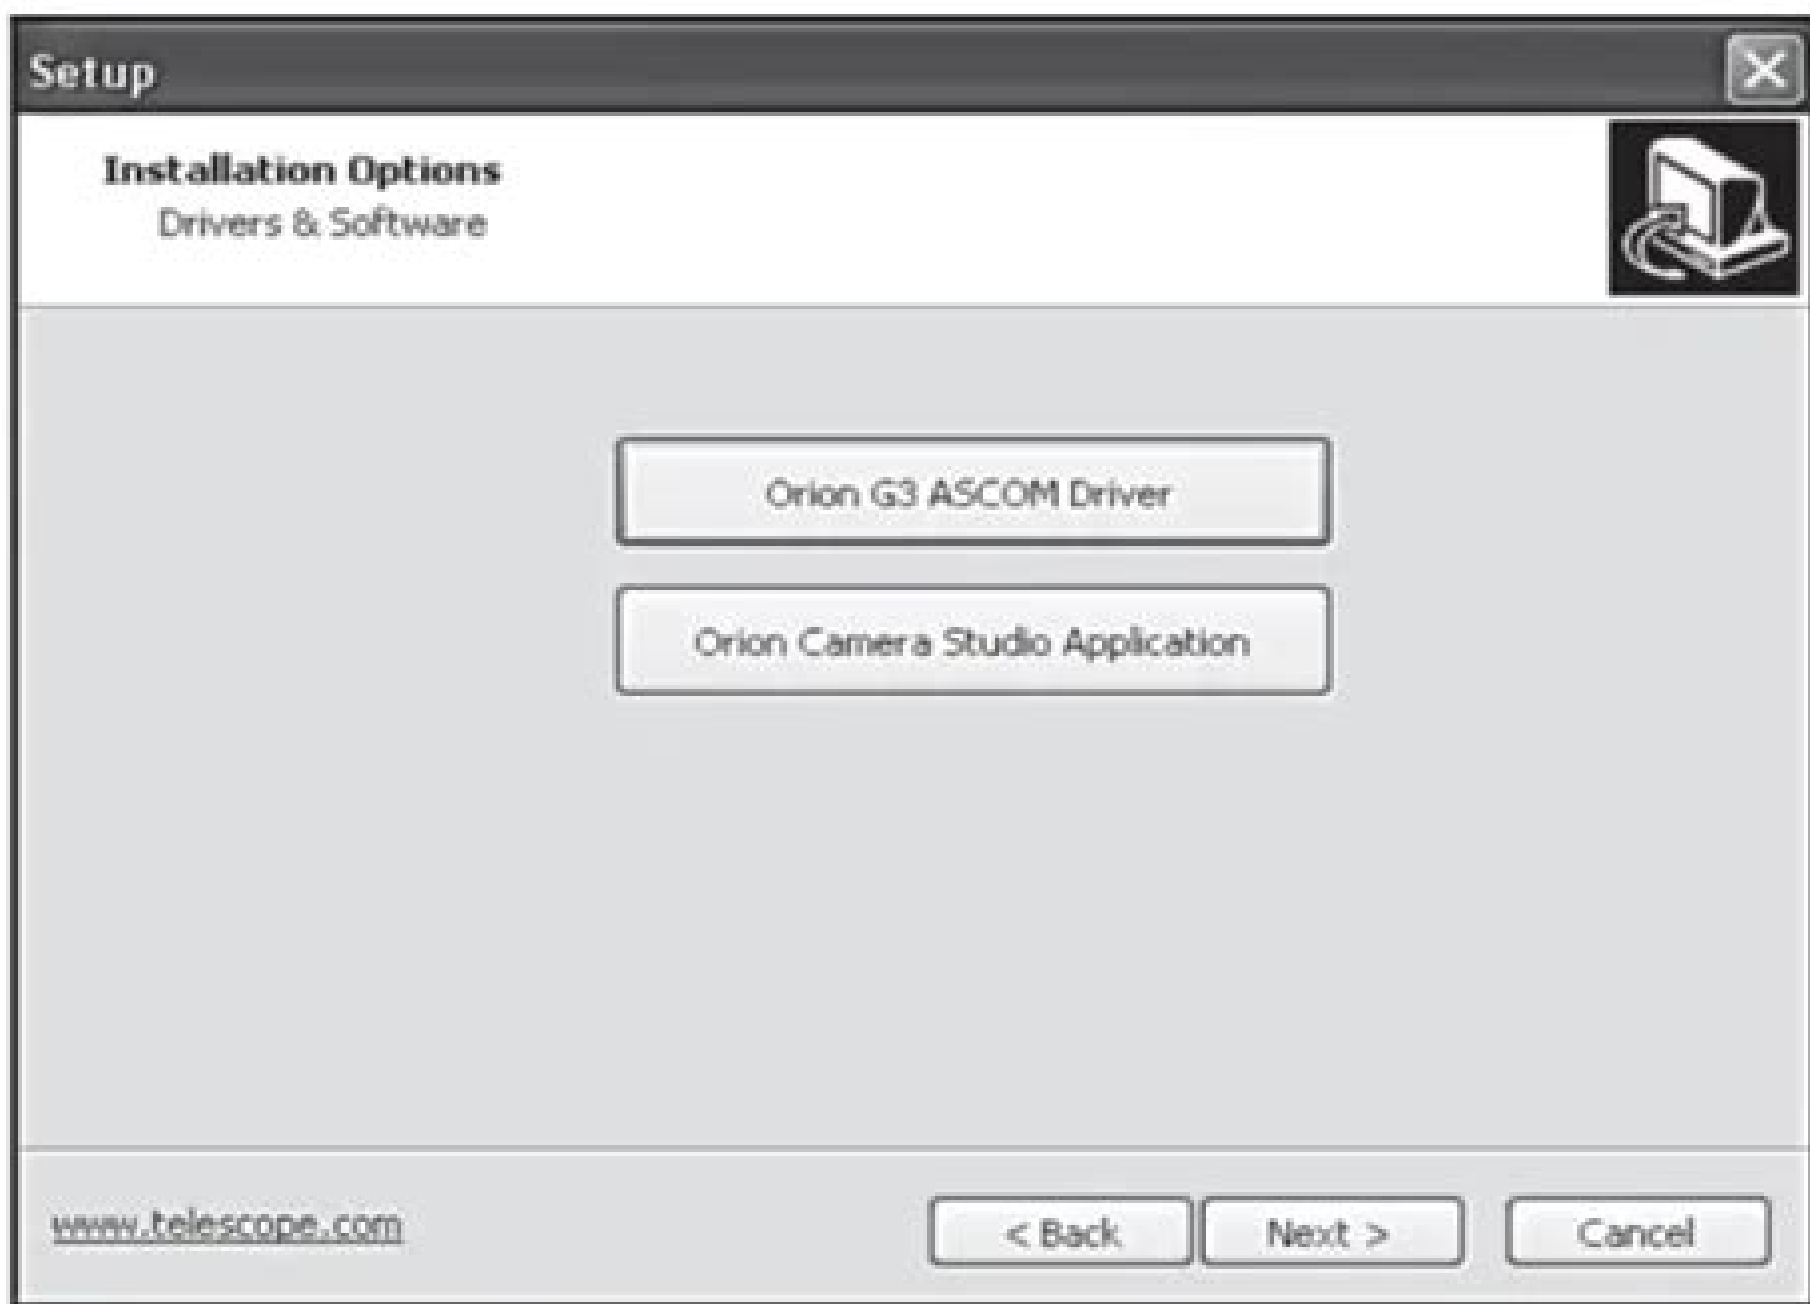 Setup
Installation Options
Drivers & Software
Orion G3 ASCOM Driver
Orion Camera Studio Application
www.telescope.com
< Back
Next >
Cancel